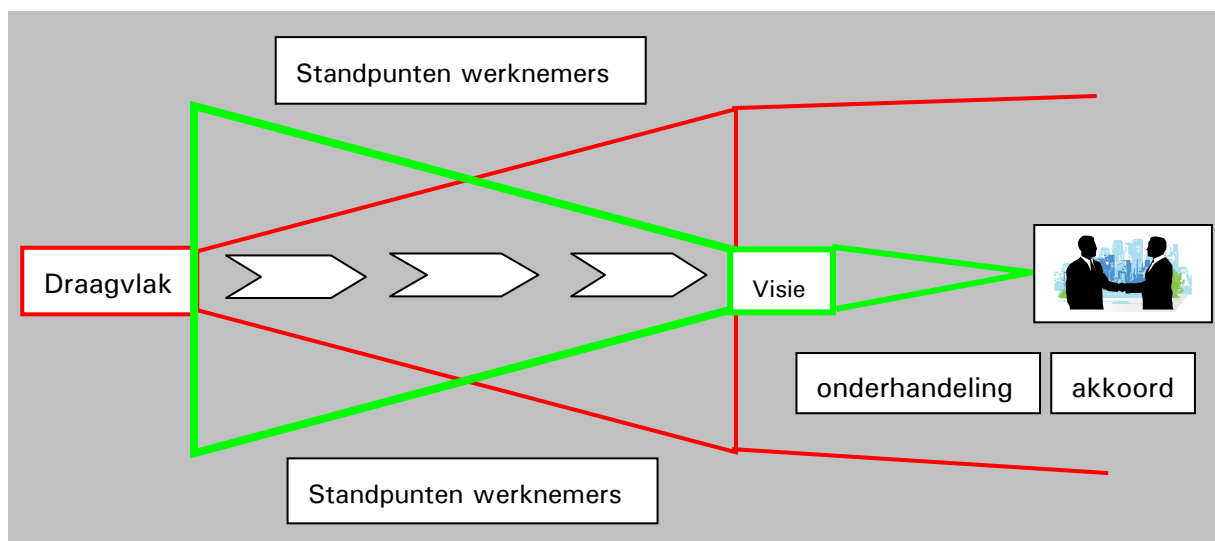 Standpunten werknemers
Draagvlak
Visie
onderhandeling
akkoord
Standpunten werknemers